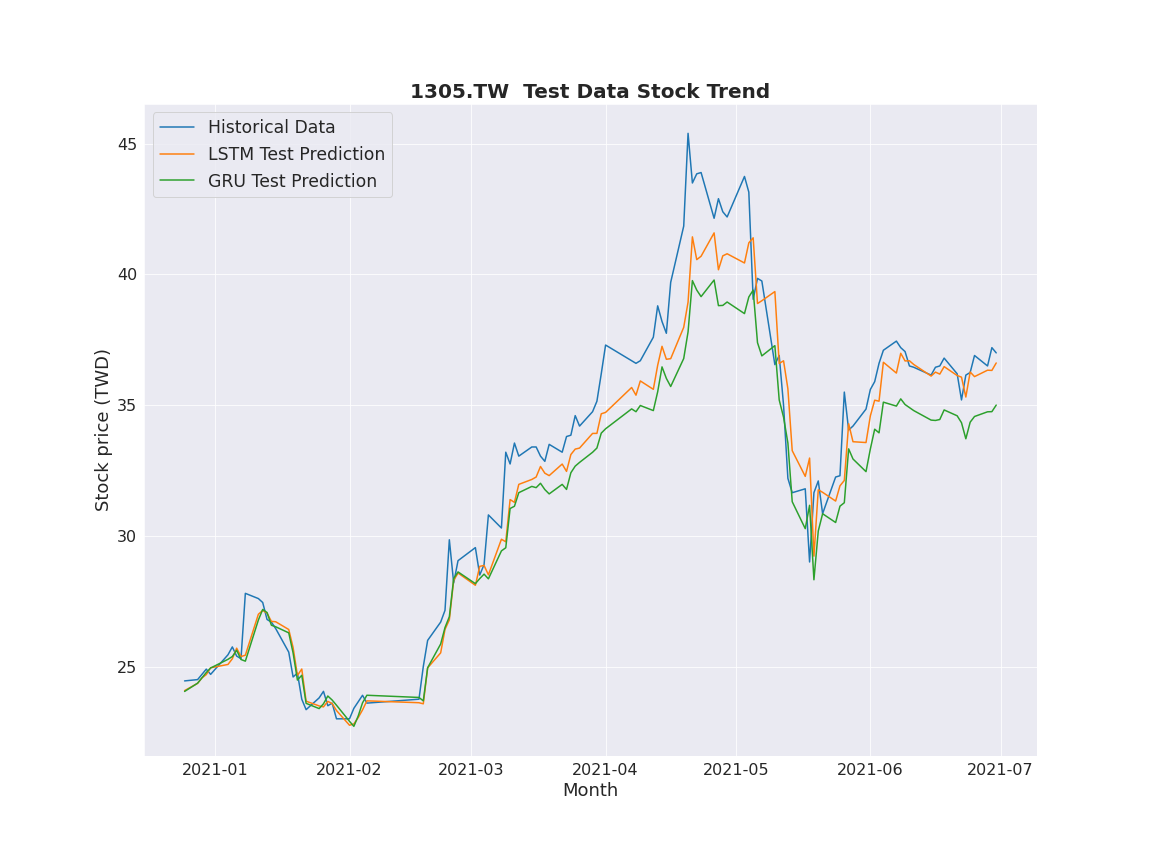 1305.TW  Test Data Stock Trend
Historical Data
LSTM Test Prediction
GRU Test Prediction
45
40
35
30
25
Stock price (TWD)
2021-01
2021-02
2021-03
2021-04
2021-05
2021-06
2021-07
Month